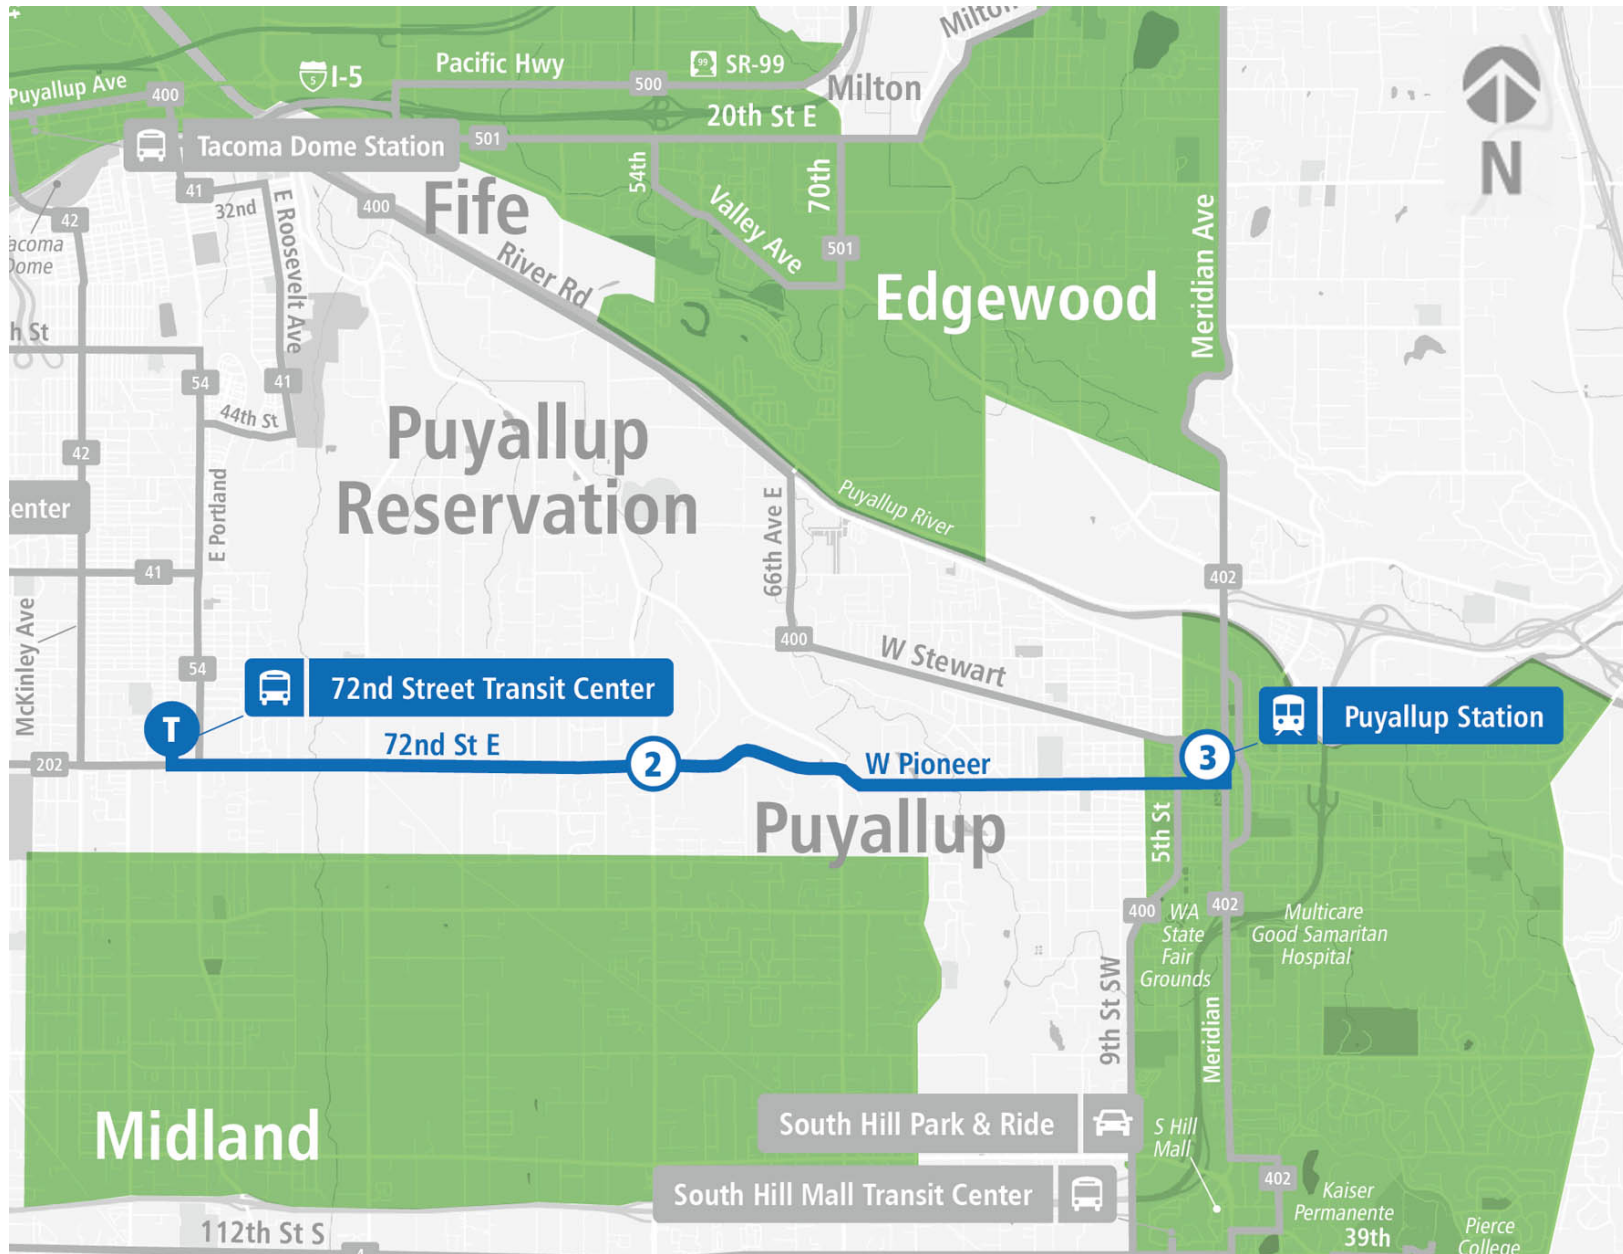 Milton
Puyallup Ave
400
5
I-5
Pacific Hwy
99
SR-99
500
Milton
20th St E
Tacoma Dome Station
501
N
41
32nd
400
Fife
54th
Valley Ave
70th
501
42
E Roosevelt Ave
Dome
River Rd
Edgewood
Meridian Ave
h St
54
41
44th St
Puyallup
Reservation
42
enter
E Portland
66th Ave E
Puyallup River
41
402
McKinley Ave
400
W Stewart
54
72nd Street Transit Center
T
Puyallup Station
72nd St E
2
W Pioneer
3
202
Puyallup
5th St
400
WA
State
Fair
Grounds
402
Multicare
Good Samaritan
Hospital
9th St SW
Meridian
Midland
South Hill Park & Ride
S Hill
Mall
South Hill Mall Transit Center
402
Kaiser
Permanente
39th
Pierce
College
112th St S